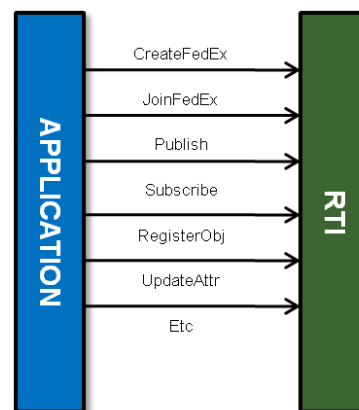 APPLICATION
CreateFedEx
JoinFedEx
Publish
Subscribe
RegisterObj
UpdateAttr
Etc
RTI